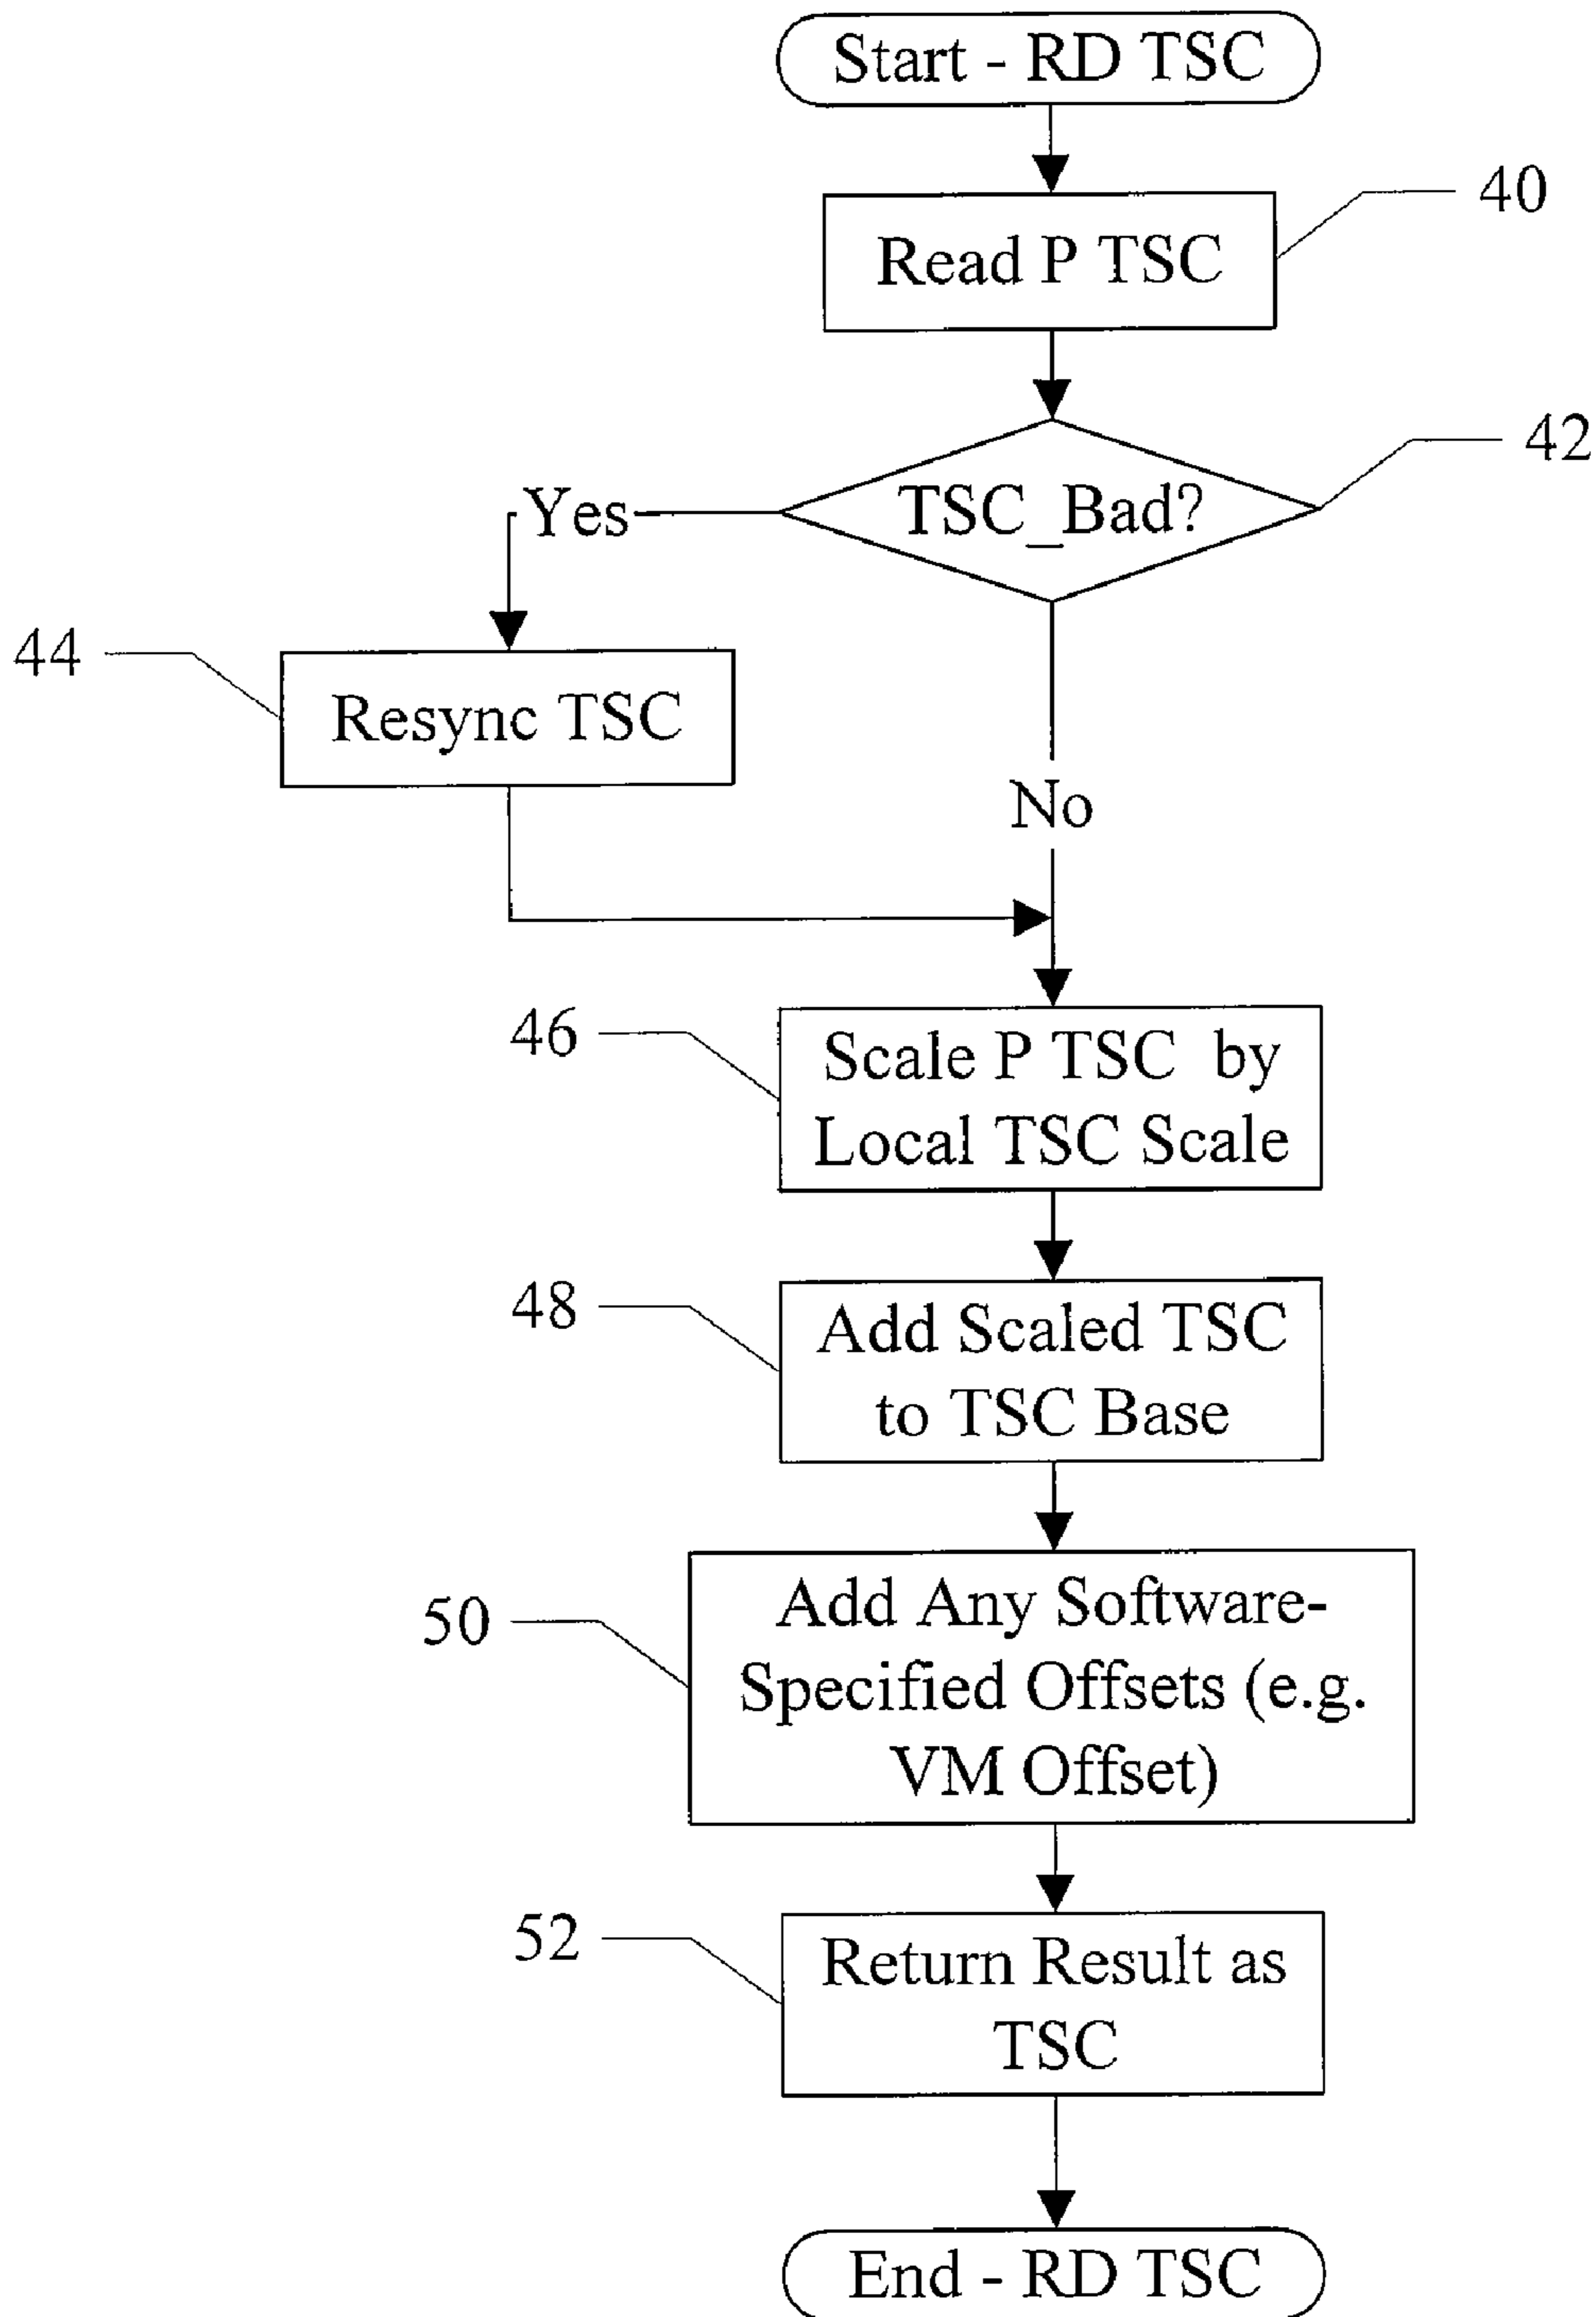 Start - RD TSC
40
Read P TSC
42
TSC_Bad?
Yes
44
Resync TSC
No
46
Scale P TSC by
Local TSC Scale
48
Add Scaled TSC
to TSC Base
50
Add Any Software-
Specified Offsets (e.g.
VM Offset)
52
Return Result as
TSC
End - RD TSC